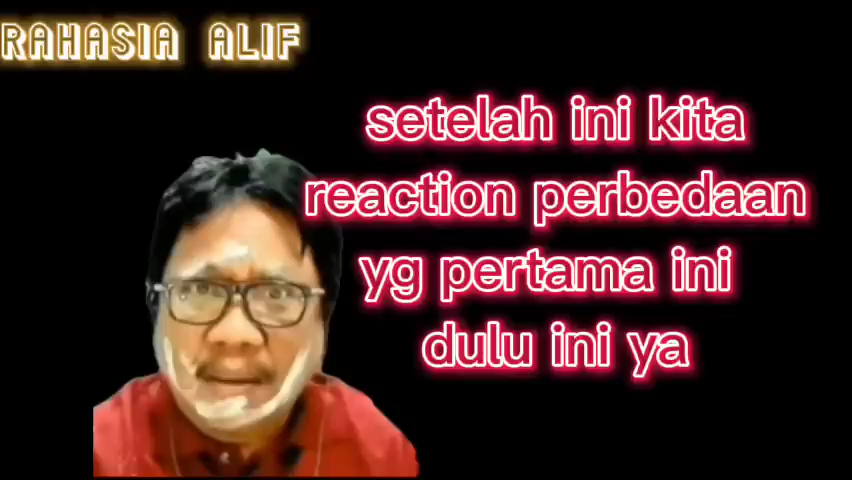 RAHASIA ALIF
setelah ini kita
reaction perbedaan
yg pertama ini
dulu ini ya